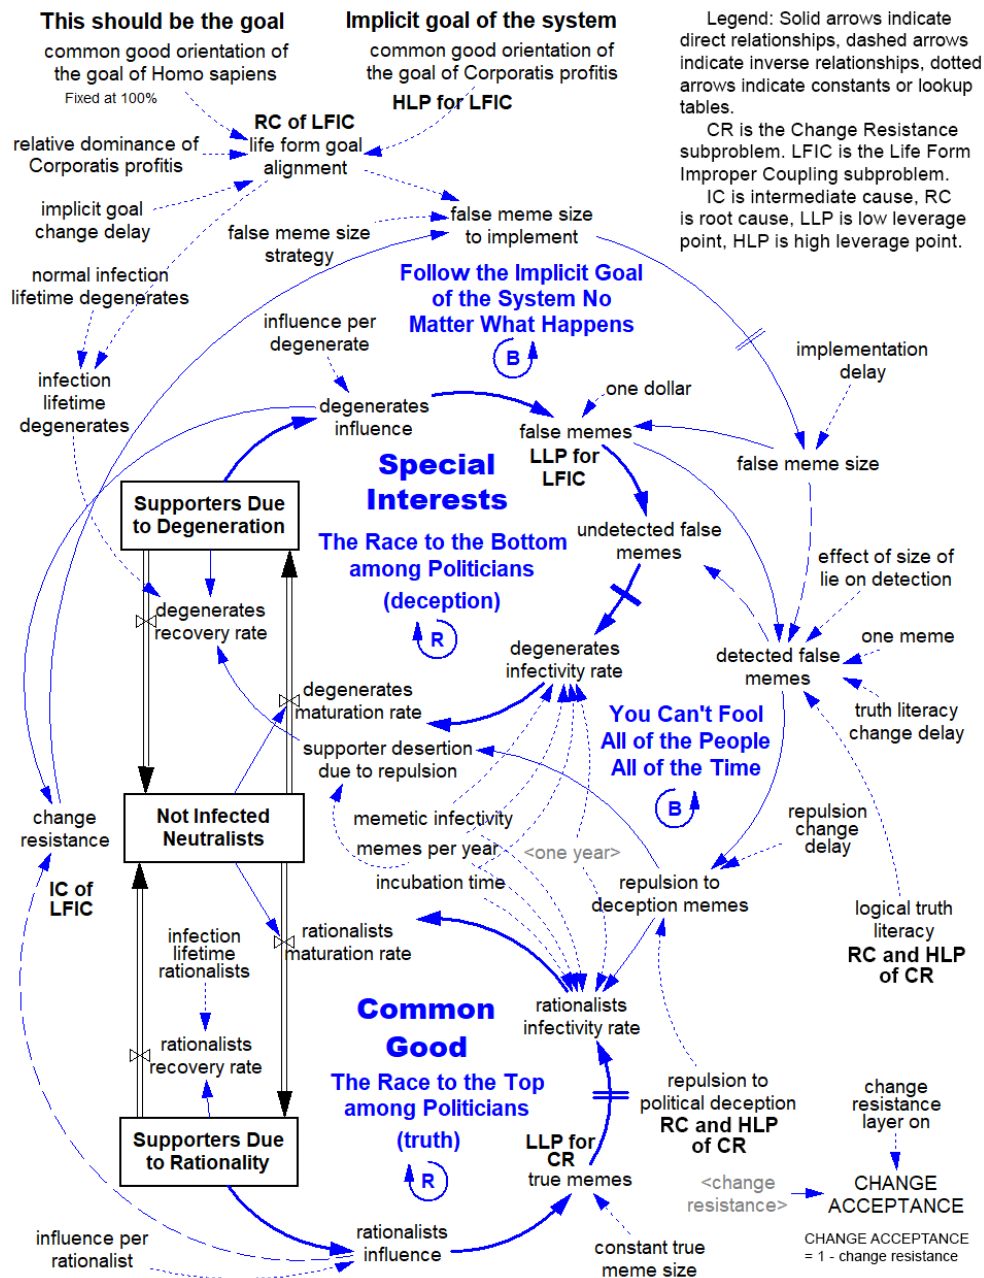 This should be the goal
common good orientation of
the goal of Homo sapiens
Fixed at 100%
Implicit goal of the system
common good orientation of
the goal of Corporatis profitis
HLP for LFIC
Legend: Solid arrows indicate
direct relationships, dashed arrows
indicate inverse relationships, dotted
arrows indicate constants or lookup
tables.
CR is the Change Resistance
subproblem. LFIC is the Life Form
Improper Coupling subproblem.
IC is intermediate cause, RC
is root cause, LLP is low leverage
point, HLP is high leverage point.
RC of LFIC
life form goal
alignment
relative dominance of
Corporatis profitis
implicit goal
change delay
false meme size
strategy
false meme size
to implement
normal infection
lifetime degenerates
Follow the Implicit Goal
of the System No
Matter What Happens
B
influence per
degenerate
implementation
delay
infection
lifetime
degenerates
degenerates
influence
one dollar
false memes
LLP for
LFIC
false meme size
Special
Interests
The Race to the Bottom
among Politicians
(deception)
R
Supporters Due
to Degeneration
undetected false
memes
effect of size of
lie on detection
degenerates
recovery rate
degenerates
infectivity rate
detected false
memes
one meme
truth literacy
change delay
degenerates
maturation rate
You Can't Fool
All of the People
All of the Time
B
supporter desertion
due to repulsion
change
resistance
IC of
LFIC
Not Infected
Neutralists
memetic infectivity
memes per year
incubation time
<one year>
repulsion
change
delay
repulsion to
deception memes
logical truth
literacy
RC and HLP
of CR
infection
lifetime
rationalists
rationalists
maturation rate
rationalists
infectivity rate
Common
Good
The Race to the Top
among Politicians
(truth)
R
rationalists
recovery rate
repulsion to
political deception
RC and HLP
of CR
change
resistance
layer on
Supporters Due
to Rationality
LLP for
CR
true memes
<change
resistance>
CHANGE
ACCEPTANCE
CHANGE ACCEPTANCE
= 1 - change resistance
influence per
rationalist
rationalists
influence
constant true
meme size